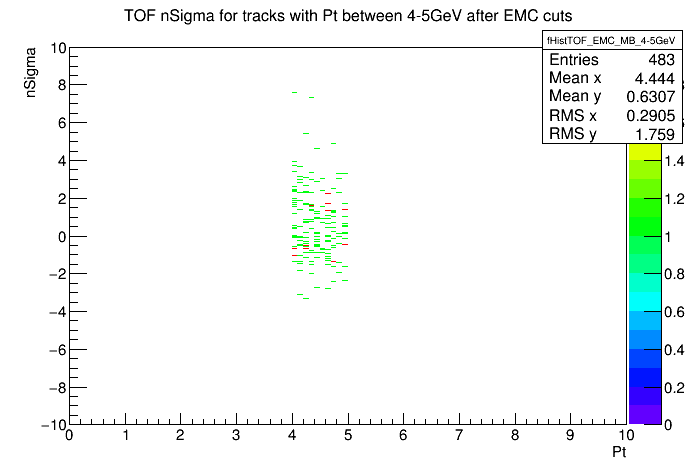 TOF nSigma for tracks with Pt between 4-5GeV after EMC cuts
fHistTOF_EMC_MB_4-5GeV
Entries 483
Mean x 4.444
Mean y 0.6307
RMS x 0.2905
RMS y 1.759
nSigma
10
8
6
4
2
0
−2
−4
−6
−8
−10
0 1 2 3 4 5 6 7 8 9 10
Pt
1.4
1.2
1
0.8
0.6
0.4
0.2
0